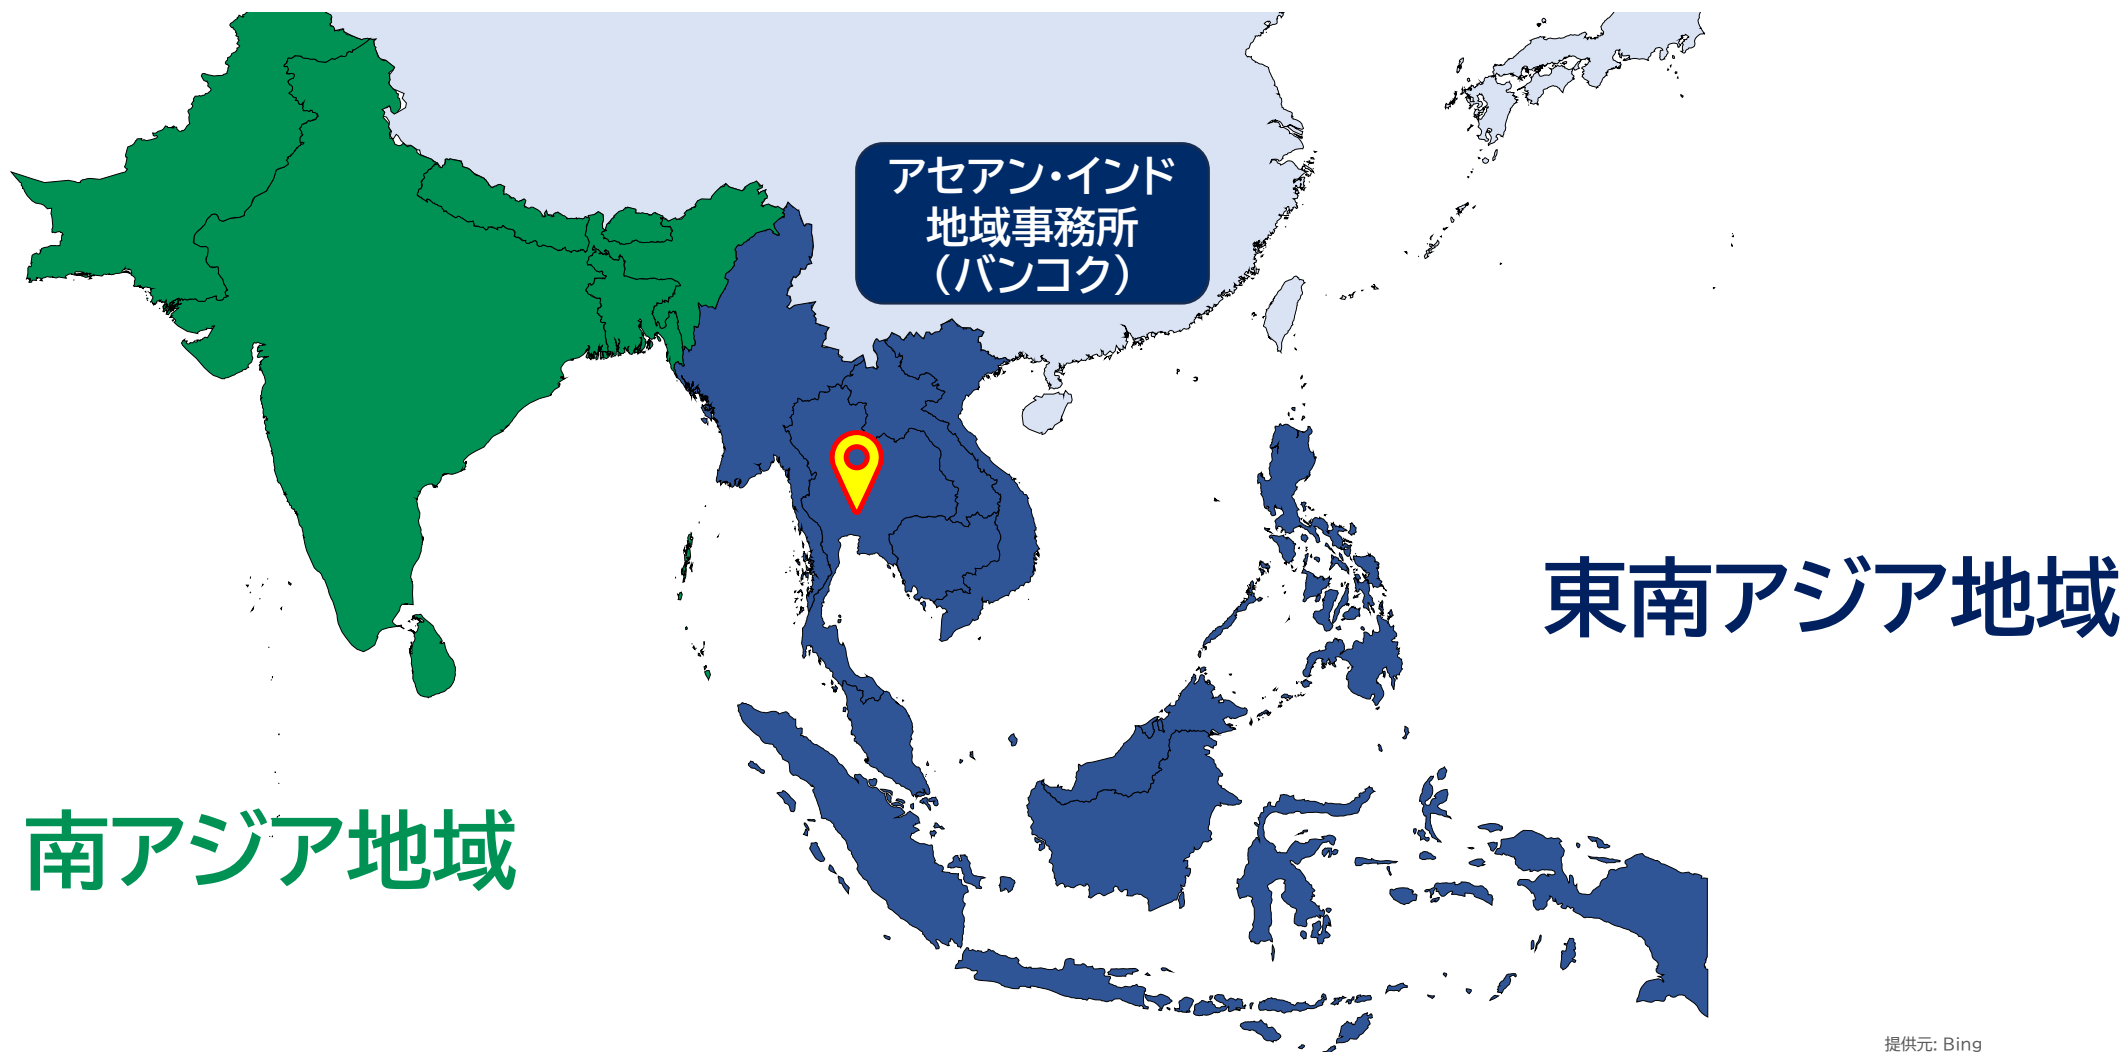 アセアン・インド
地域事務所
（バンコク）
東南アジア地域
南アジア地域
提供元: Bing